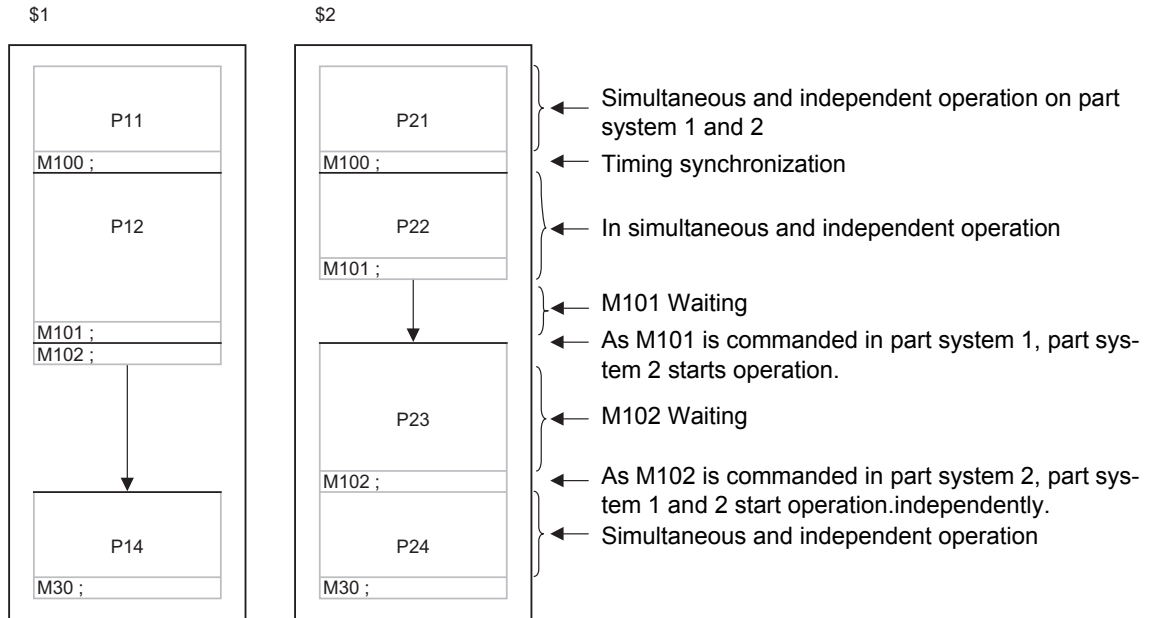 $1
$2
P11
P21
Simultaneous and independent operation on part
system 1 and 2
M100 ;
M100 ;
Timing synchronization
P12
P22
In simultaneous and independent operation
M101 ;
M101 Waiting
M101 ;
As M101 is commanded in part system 1, part sys-
tem 2 starts operation.
M102 ;
P23
M102 Waiting
M102 ;
As M102 is commanded in part system 2, part sys-
tem 1 and 2 start operation.independently.
P14
P24
Simultaneous and independent operation
M30 ;
M30 ;